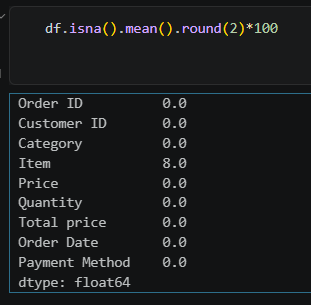 df.isna().mean().round(2)*100
Order ID 0.0
Customer ID 0.0
Category 0.0
Item 8.0
Price 0.0
Quantity 0.0
Total price 0.0
Order Date 0.0
Payment Method 0.0
dtype: float64